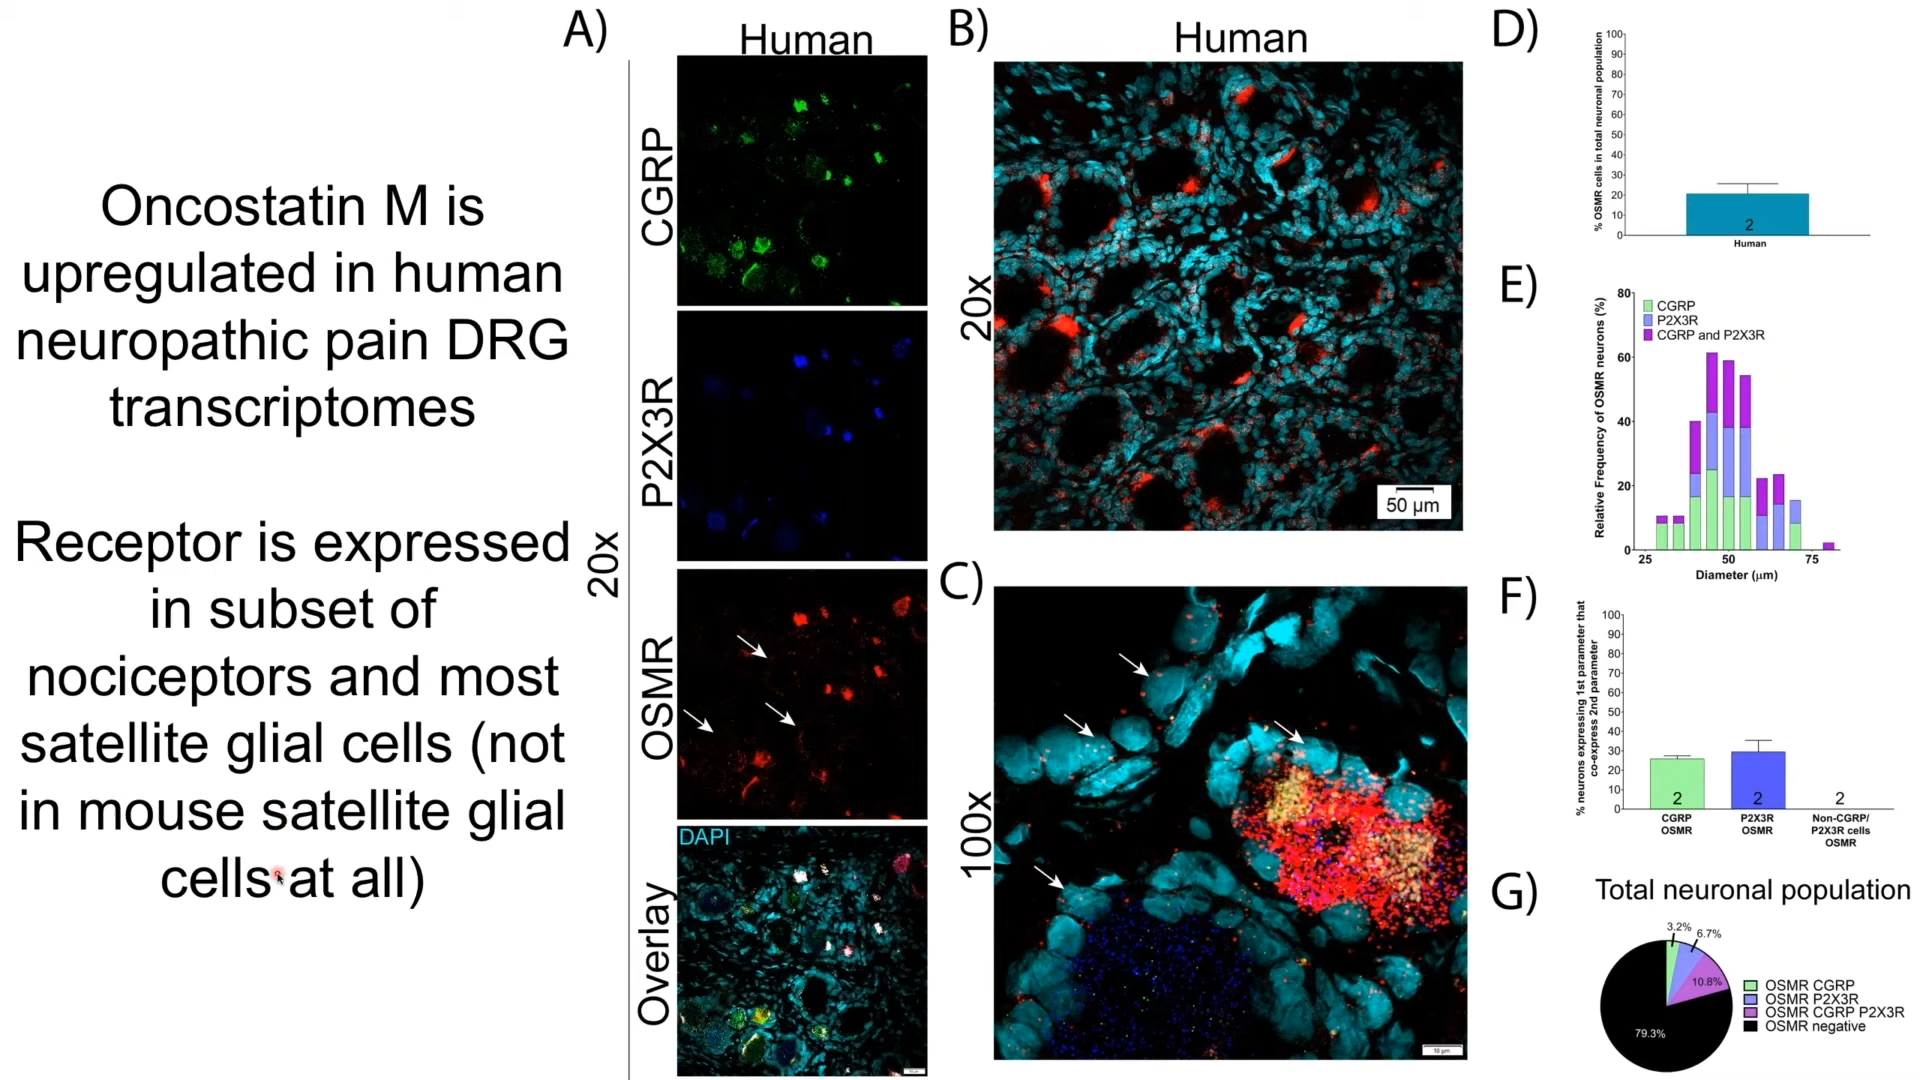 Oncostatin M is
upregulated in human
neuropathic pain DRG
transcriptomes
Receptor is expressed
in subset of
nociceptors and most
satellite glial cells (not
in mouse satellite glial
cells at all)
A)
Human
20x
CGRP
P2X3R
OSMR
Overlay
DAPI
B)
Human
20x
50 µm
C)
100x
10 µm
D)
% OSMR cells in total neuronal population
100
90
80
70
60
50
40
30
20
10
0
2
Human
E)
Relative Frequency of OSMR neurons (%)
80
60
40
20
0
CGRP
P2X3R
CGRP and P2X3R
25
50
75
Diameter (µm)
F)
% neurons expressing 1st parameter that
co-express 2nd parameter
100
90
80
70
60
50
40
30
20
10
0
2
2
2
CGRP
OSMR
P2X3R
OSMR
Non-CGRP/
P2X3R cells
OSMR
G)
Total neuronal population
3.2%
6.7%
10.8%
79.3%
OSMR CGRP
OSMR P2X3R
OSMR CGRP P2X3R
OSMR negative